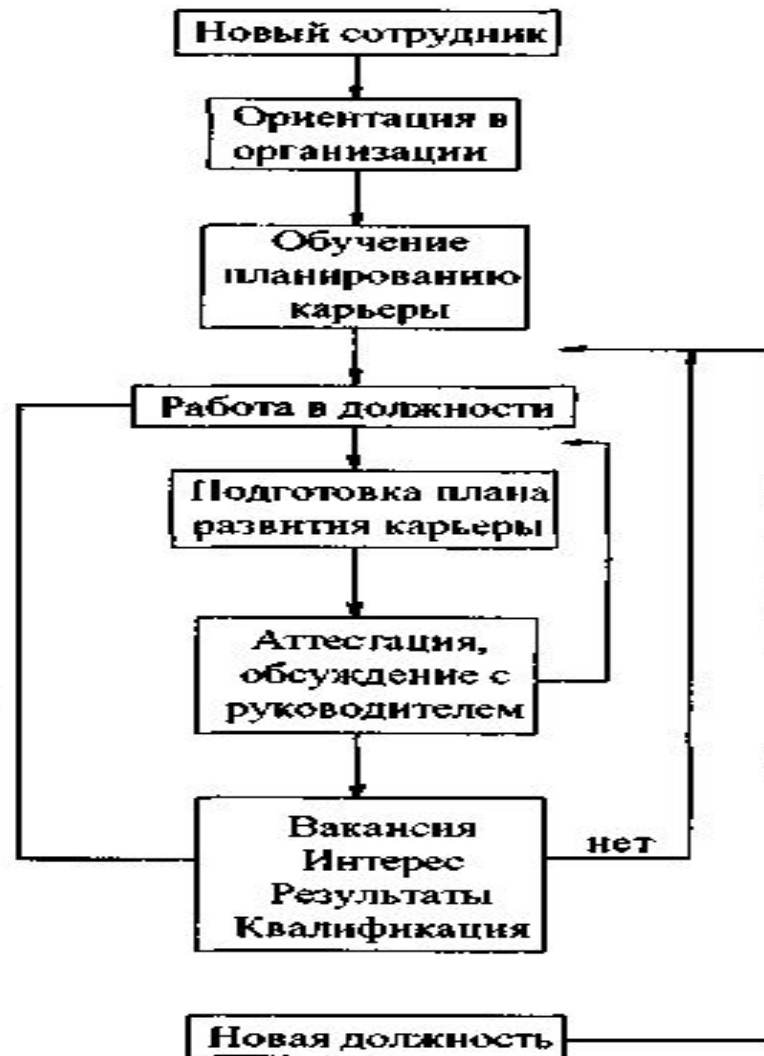 Новый сотрудник
Ориентация в
организации
Обучение
планированию
карьеры
Работа в должности
Подготовка плана
развития карьеры
Аттестация,
обсуждение с
руководителем
Вакансия
Интерес
Результаты
Квалификация
нет
Новая должность